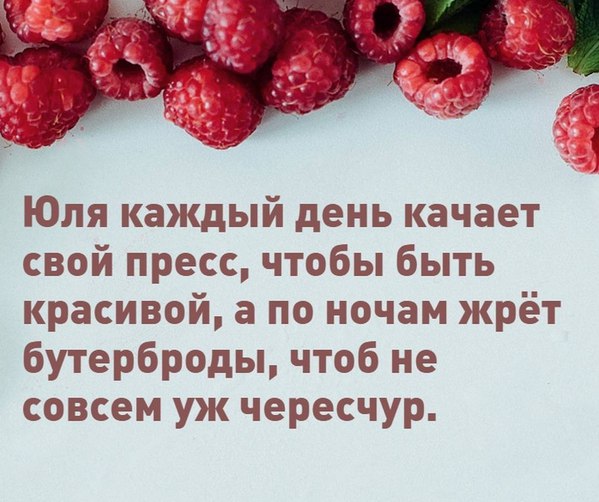 Юля каждый день качает
свой пресс, чтобы быть
красивой, а по ночам жрёт
бутерброды, чтоб не
совсем уж чересчур.